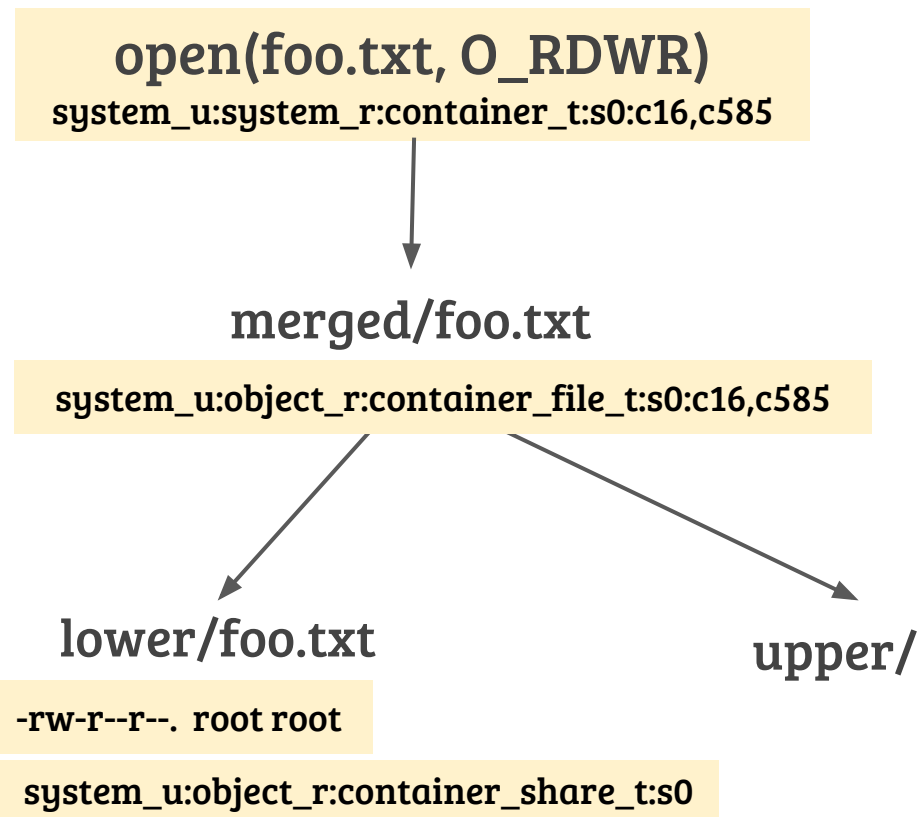 open(foo.txt, O_RDWR)
system_u:system_r:container_t:s0:c16,c585
merged/foo.txt
system_u:object_r:container_file_t:s0:c16,c585
lower/foo.txt
upper/
-rw-r--r--. root root
system_u:object_r:container_share_t:s0